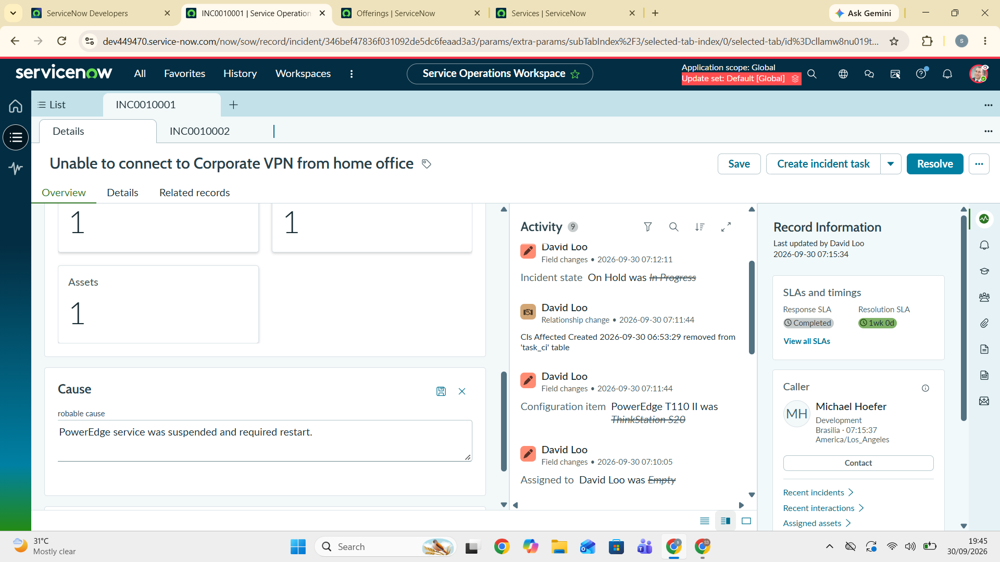 ServiceNow Developers
INC0010001 | Service Operation
Offerings | ServiceNow
Services | ServiceNow
Ask Gemini
dev449470.service-now.com/now/sow/record/incident/346bef47836f031092de5dc6feaad3a3/params/extra-params/subTabIndex%2F3/selected-tab-index/0/selected-tab/id%3Dcllamw8nu019t...
S
servicenow
All
Favorites
History
Workspaces
Service Operations Workspace
Application scope: Global
Update set: Default [Global]
List
INC0010001
Details
INC0010002
Unable to connect to Corporate VPN from home office
Save
Create incident task
Resolve
Overview
Details
Related records
1
1
Assets
1
Cause
robable cause
PowerEdge service was suspended and required restart.
Activity 9
David Loo
Field changes • 2026-09-30 07:12:11
Incident state On Hold was In Progress
David Loo
Relationship change • 2026-09-30 07:11:44
CIs Affected Created 2026-09-30 06:53:29 removed from
'task_ci' table
David Loo
Field changes • 2026-09-30 07:11:44
Configuration item PowerEdge T110 II was
ThinkStation S20
David Loo
Field changes • 2026-09-30 07:10:05
Assigned to David Loo was Empty
Record Information
Last updated by David Loo
2026-09-30 07:15:34
SLAs and timings
Response SLA
Resolution SLA
Completed
1wk 0d
View all SLAs
Caller
MH
Michael Hoefer
Development
Brasilia · 07:15:37
America/Los_Angeles
Contact
Recent incidents
Recent interactions
Assigned assets
31°C
Mostly clear
Search
53
19:45
30/09/2026